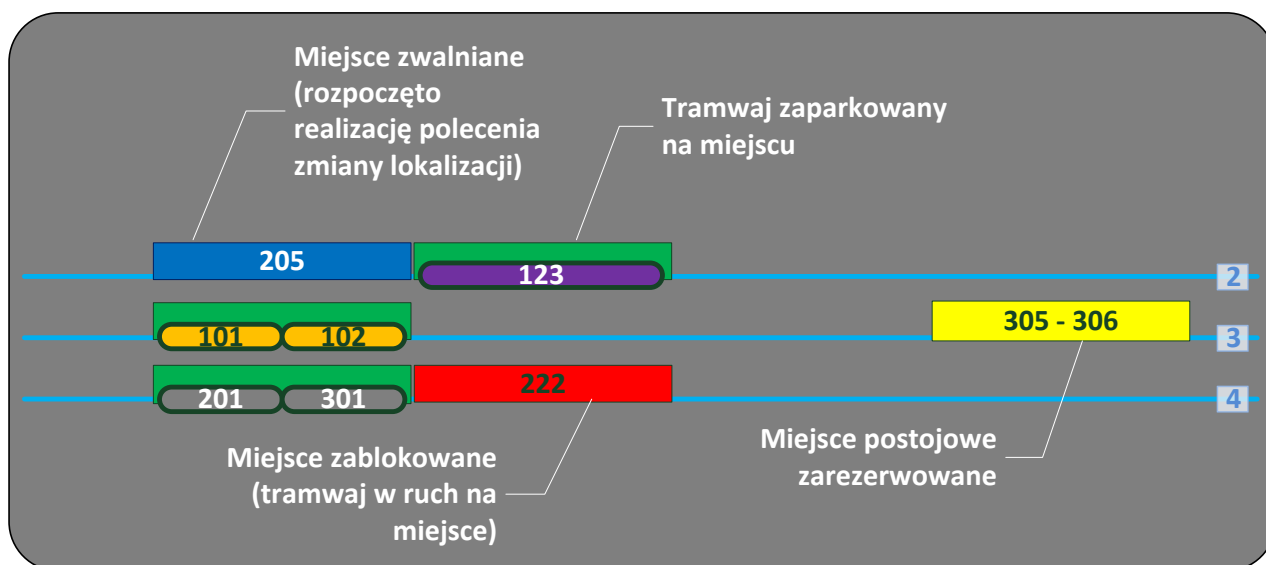 Miejsce zwalniane
(rozpoczęto
realizację polecenia
zmiany lokalizacji)
Tramwaj zaparkowany
na miejscu
205
123
2
101
102
305 - 306
3
201
301
222
4
Miejsce zablokowane
(tramwaj w ruch na
miejsce)
Miejsce postojowe
zarezerwowane